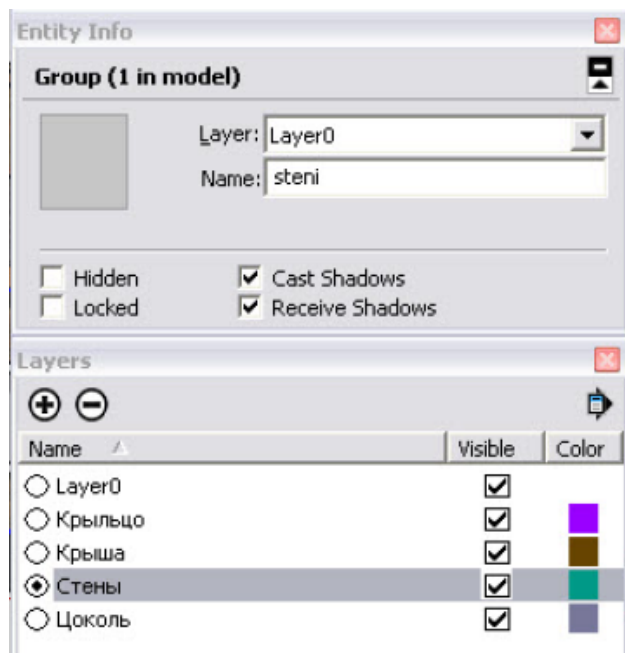 Entity Info
Group (1 in model)
Layer: Layer0
Name: steni
Hidden
Cast Shadows
Locked
Receive Shadows
Layers
Name Visible Color
Layer0
Крыльцо
Крыша
Стены
Цоколь